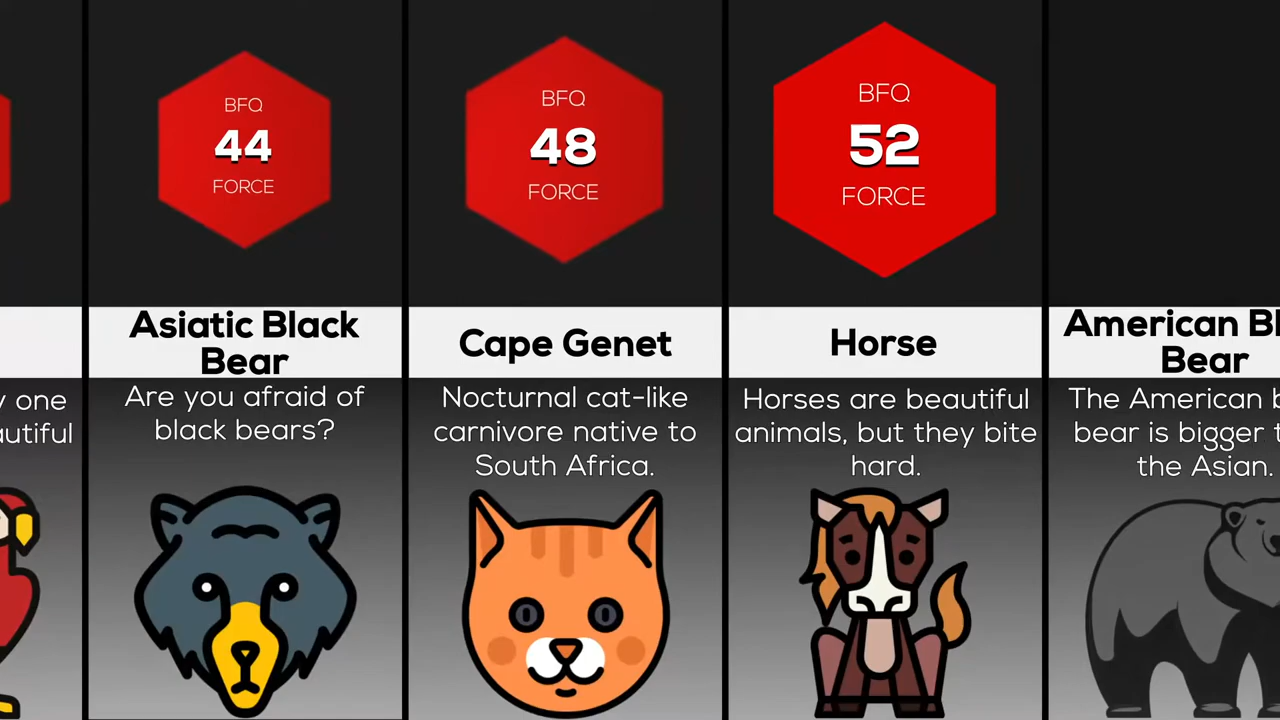 y one
autiful
BFQ
44
FORCE
Asiatic Black
Bear
Are you afraid of
black bears?
BFQ
48
FORCE
Cape Genet
Nocturnal cat-like
carnivore native to
South Africa.
BFQ
52
FORCE
Horse
Horses are beautiful
animals, but they bite
hard.
American Bl
Bear
The American b
bear is bigger t
the Asian.